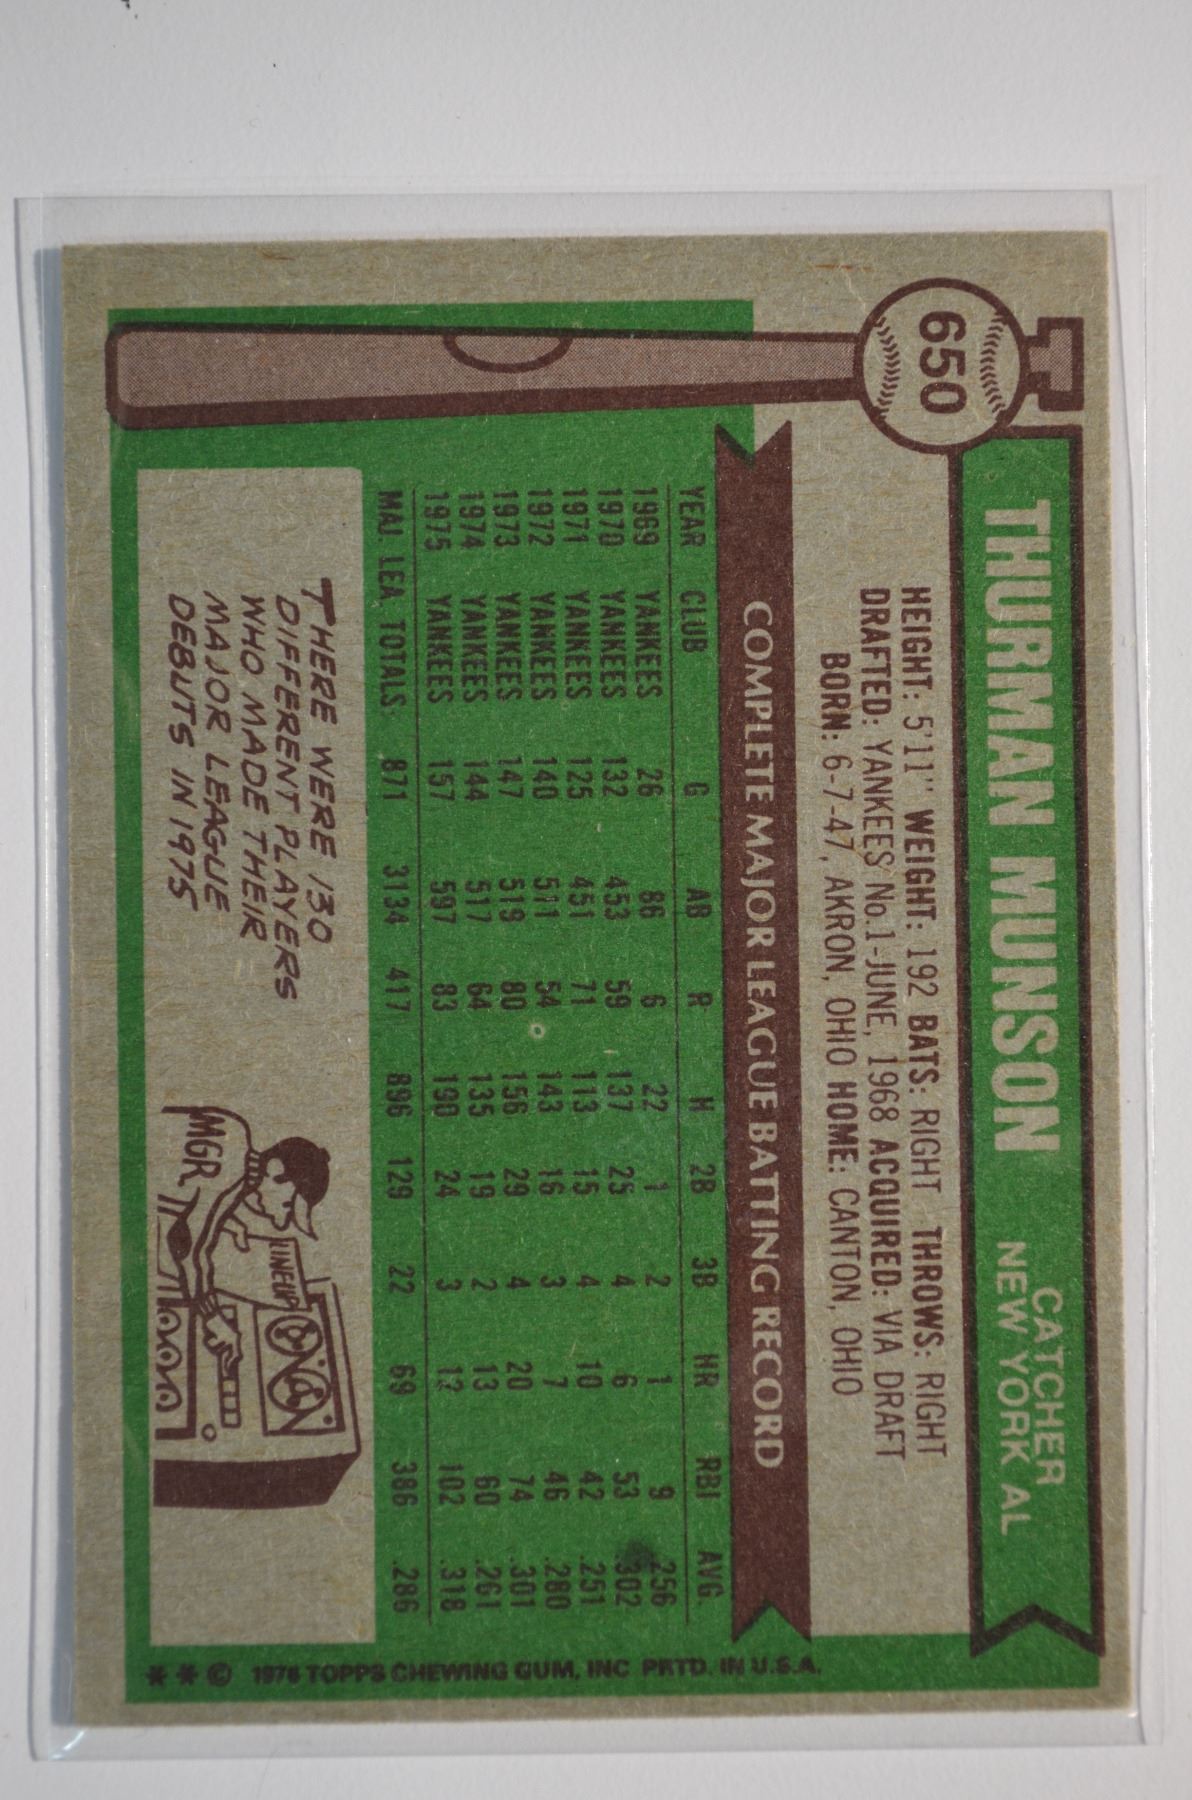 650
THURMAN MUNSON
CATCHER
NEW YORK AL
HEIGHT: 5'11" WEIGHT: 192 BATS: RIGHT THROWS: RIGHT
DRAFTED: YANKEES No.1-JUNE, 1968 ACQUIRED: VIA DRAFT
BORN: 6-7-47, AKRON, OHIO HOME: CANTON, OHIO
COMPLETE MAJOR LEAGUE BATTING RECORD
YEAR CLUB G AB R H 2B 3B HR RBI AVG.
1969 YANKEES 26 86 6 22 1 2 1 9 .256
1970 YANKEES 132 453 59 137 25 4 6 53 .302
1971 YANKEES 125 451 71 113 15 4 10 42 .251
1972 YANKEES 140 511 54 143 16 3 7 46 .280
1973 YANKEES 147 519 80 156 29 4 20 74 .301
1974 YANKEES 144 517 64 135 19 2 13 60 .261
1975 YANKEES 157 597 83 190 24 3 12 102 .318
MAJ. LEA. TOTALS: 871 3134 417 896 129 22 69 386 .286
THERE WERE 130
DIFFERENT PLAYERS
WHO MADE THEIR
MAJOR LEAGUE
DEBUTS IN 1975
LINEUP
MGR
* * © 1976 TOPPS CHEWING GUM, INC PRTD. IN U.S.A.